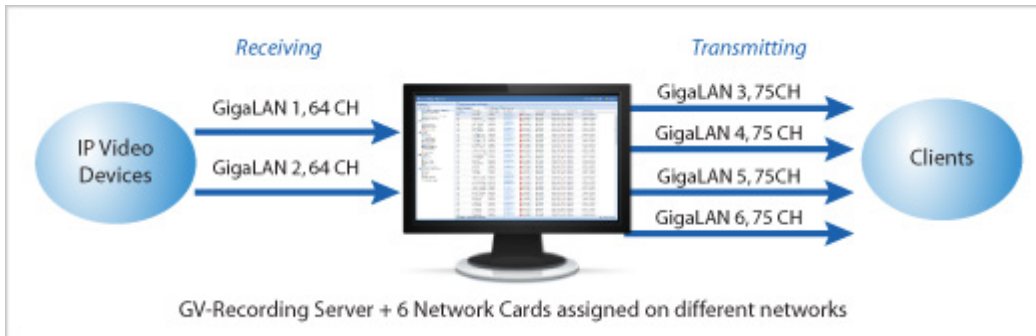 Receiving
Transmitting
GigaLAN 1, 64 CH
GigaLAN 2, 64 CH
IP Video
Devices
GigaLAN 3, 75CH
GigaLAN 4, 75 CH
GigaLAN 5, 75CH
GigaLAN 6, 75 CH
Clients
GV-Recording Server + 6 Network Cards assigned on different networks